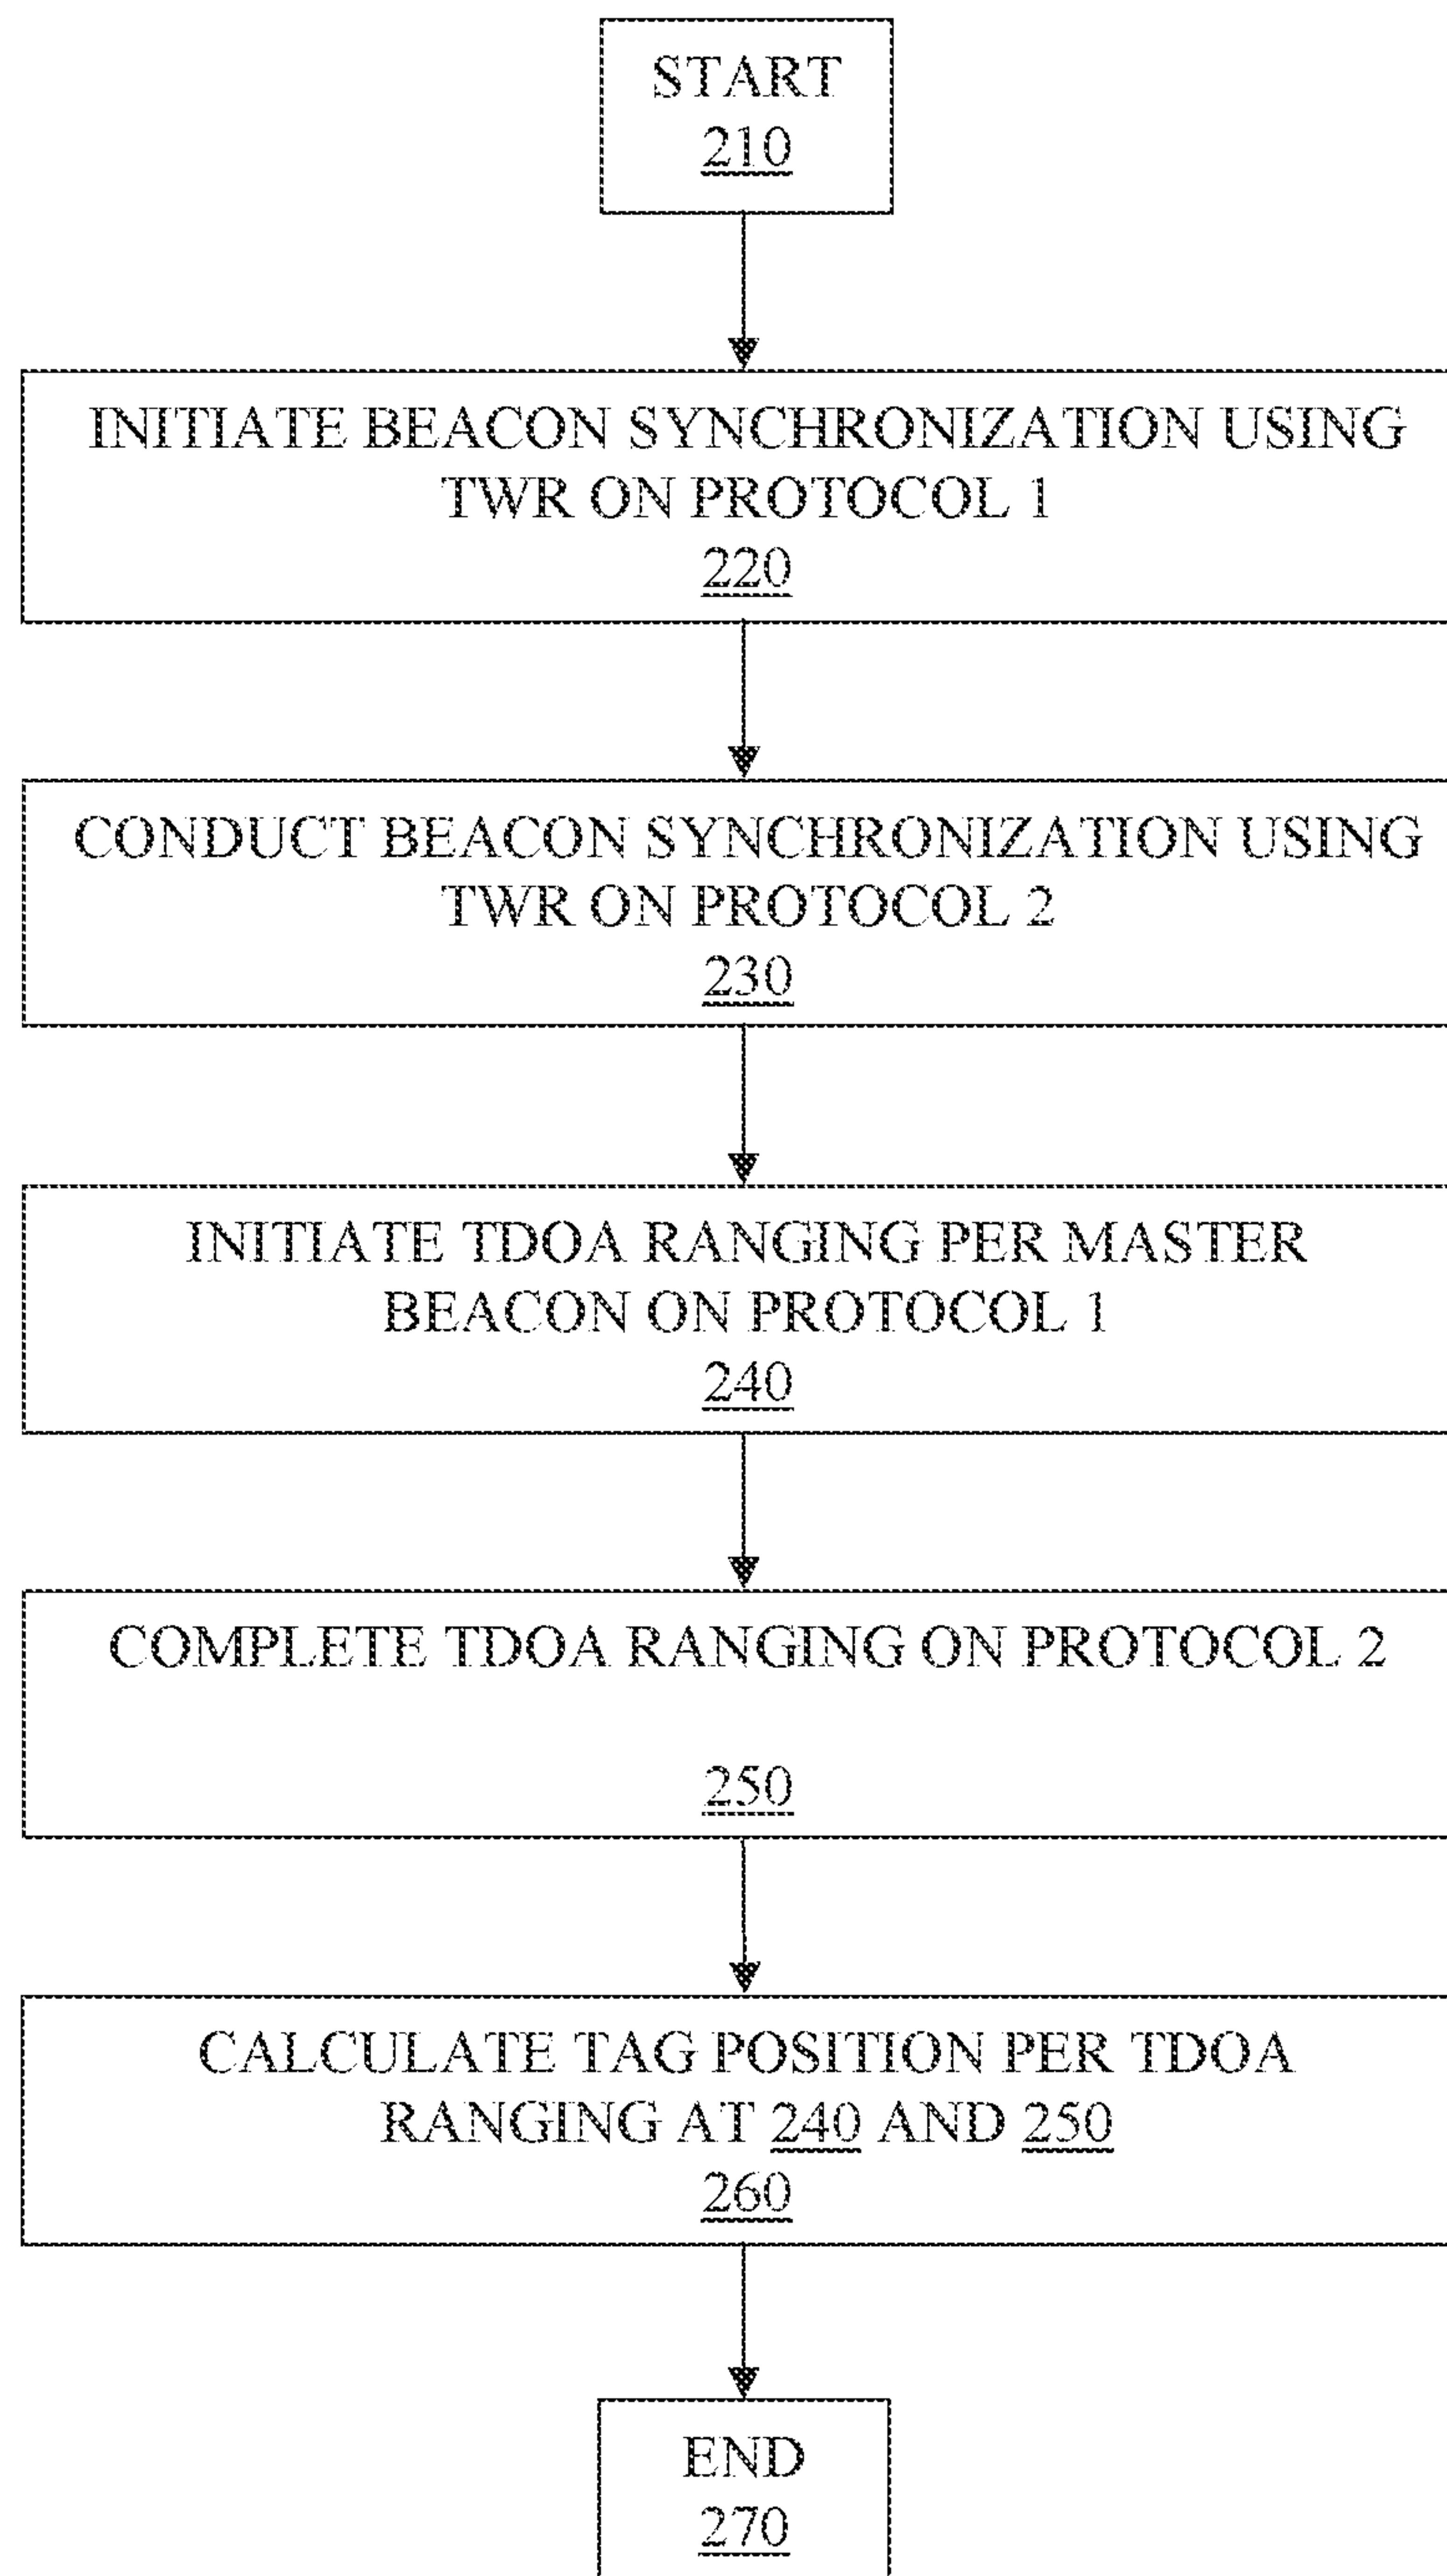 START
210
INITIATE BEACON SYNCHRONIZATION USING
TWR ON PROTOCOL 1
220
CONDUCT BEACON SYNCHRONIZATION USING
TWR ON PROTOCOL 2
230
INITIATE TDOA RANGING PER MASTER
BEACON ON PROTOCOL 1
240
COMPLETE TDOA RANGING ON PROTOCOL 2
250
CALCULATE TAG POSITION PER TDOA
RANGING AT 240 AND 250
260
END
270